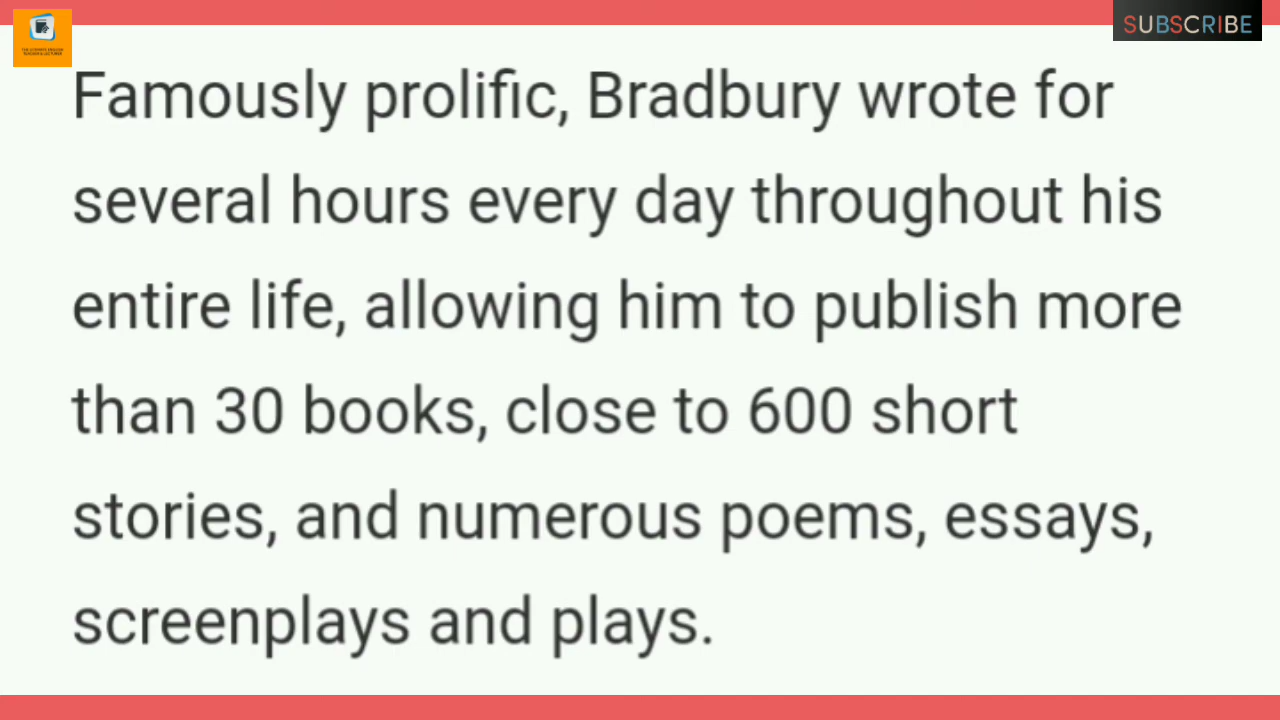 SUBSCRIBE
Famously prolific, Bradbury wrote for
several hours every day throughout his
entire life, allowing him to publish more
than 30 books, close to 600 short
stories, and numerous poems, essays,
screenplays and plays.